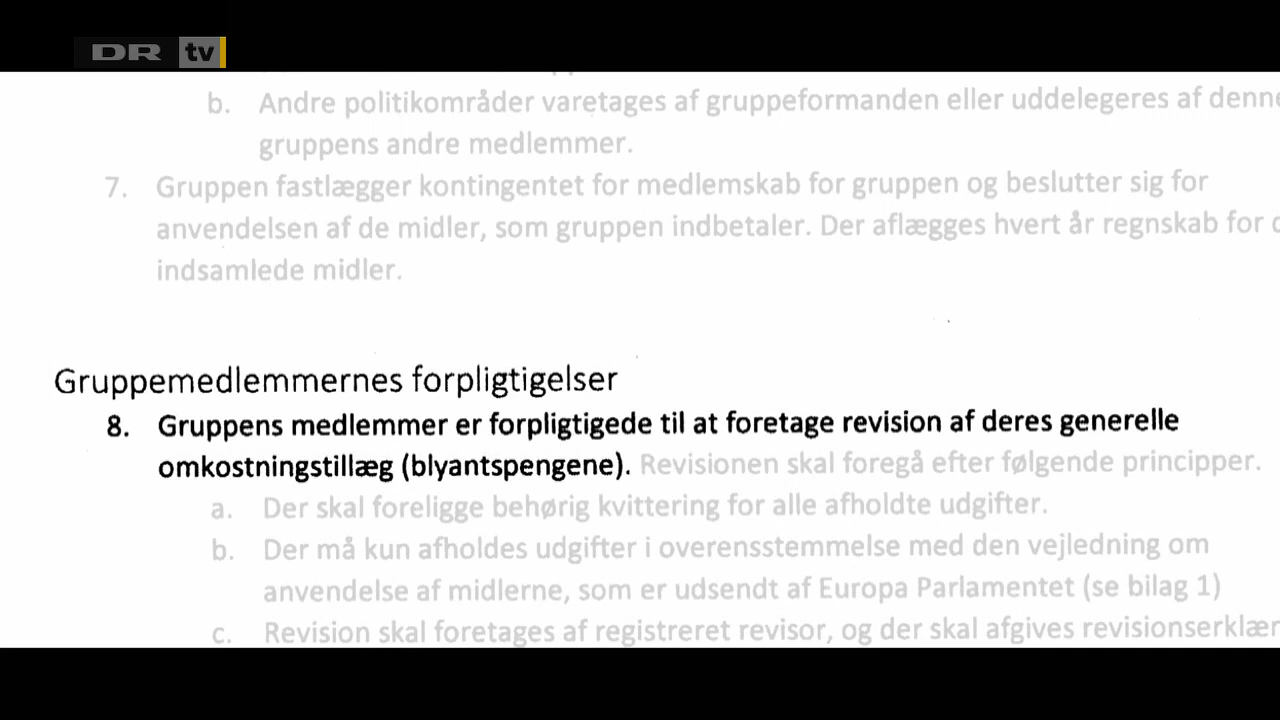 DR tv
b. Andre politikområder varetages af gruppeformanden eller uddelegeres af
gruppens andre medlemmer.
7. Gruppen fastlægger kontingentet for medlemskab for gruppen og beslutter sig for
anvendelsen af de midler, som gruppen indbetaler. Der aflægges hvert år regnskab for
indsamlede midler.
Gruppemedlemmernes forpligtigelser
8. Gruppens medlemmer er forpligtigede til at foretage revision af deres generelle
omkostningstillæg (blyantspengene). Revisionen skal foregå efter følgende principper.
a. Der skal foreligge behørig kvittering for alle afholdte udgifter.
b. Der må kun afholdes udgifter i overensstemmelse med den vejledning om
anvendelse af midlerne, som er udsendt af Europa Parlamentet (se bilag 1)
c. Revision skal foretages af registreret revisor, og der skal afgives